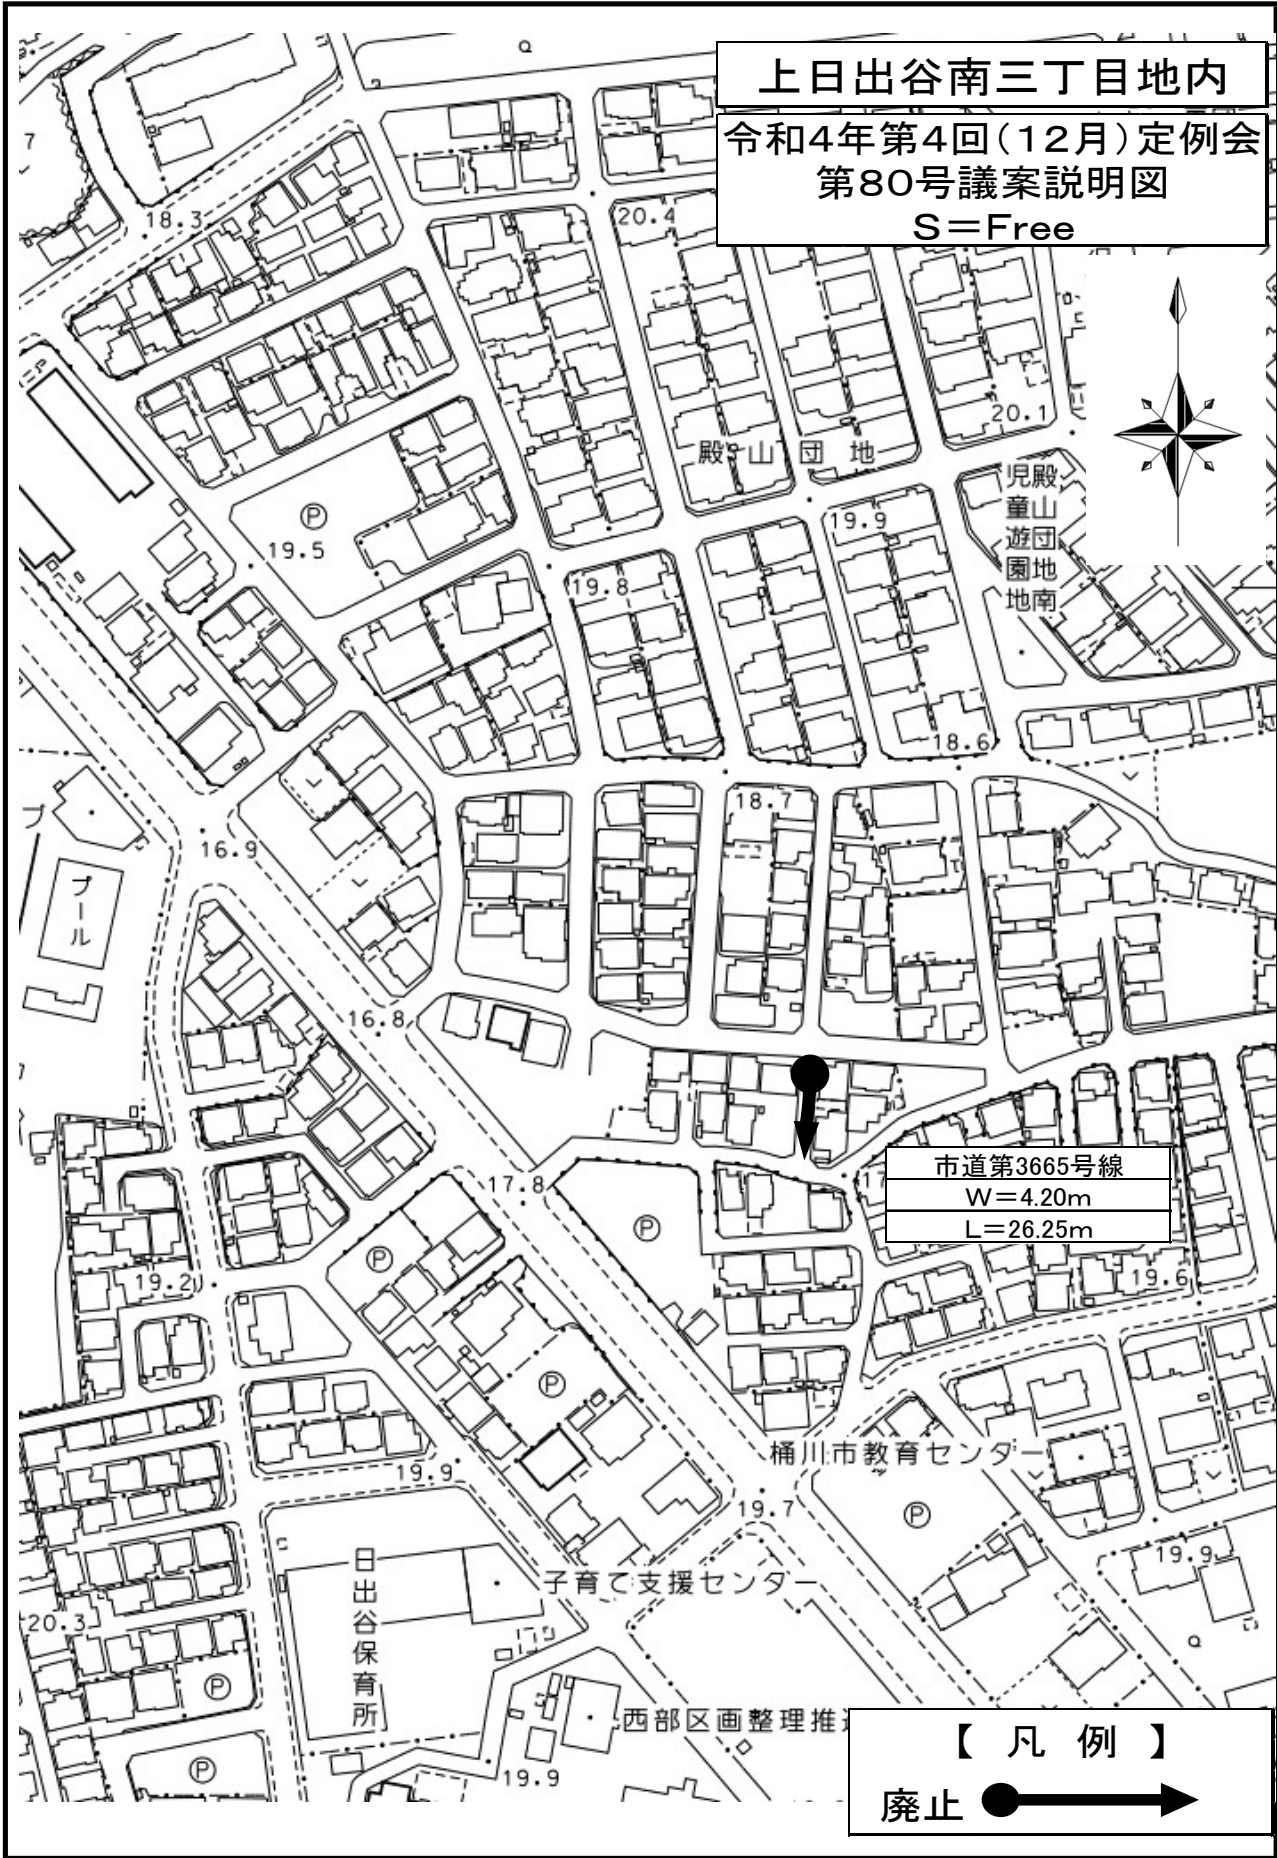 上日出谷南三丁目地内
令和4年第4回(12月)定例会
第80号議案説明図
S=Free
18.3
20.4
20.1
殿山団地
殿山団地南
児童遊園地
Ⓟ
19.5
19.9
19.8
18.6
18.7
16.9
プール
16.8
市道第3665号線
W=4.20m
L=26.25m
17.8
Ⓟ
Ⓟ
19.2
19.6
Ⓟ
桶川市教育センター
19.9
19.7
Ⓟ
19.9
日出谷保育所
子育て支援センター
20.3
Ⓟ
西部区画整理推
Ⓟ
19.9
【 凡 例 】
廃止